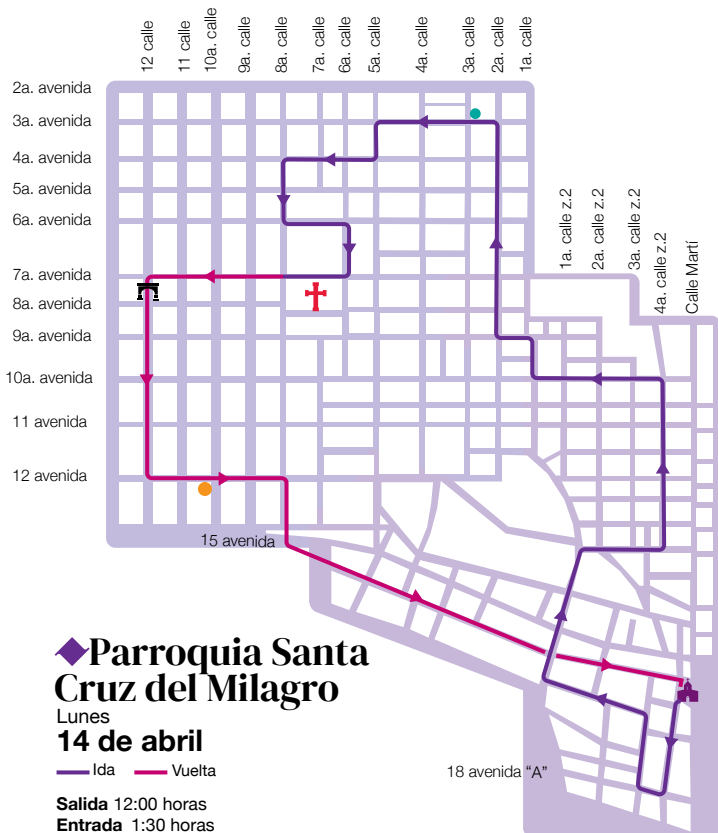 12 calle
11 calle
10a. calle
9a. calle
8a. calle
7a. calle
6a. calle
5a. calle
4a. calle
3a. calle
2a. calle
1a. calle
2a. avenida
3a. avenida
4a. avenida
5a. avenida
6a. avenida
7a. avenida
8a. avenida
9a. avenida
10a. avenida
11 avenida
12 avenida
15 avenida
1a. calle z.2
2a. calle z.2
3a. calle z.2
4a. calle z.2
Calle Martí
18 avenida "A"
Parroquia Santa
Cruz del Milagro
Lunes
14 de abril
Ida Vuelta
Salida 12:00 horas
Entrada 1:30 horas